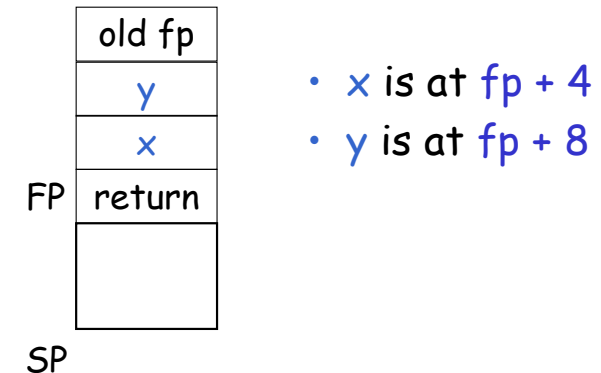 old fp
y
x
FP return
SP
• x is at fp + 4
• y is at fp + 8